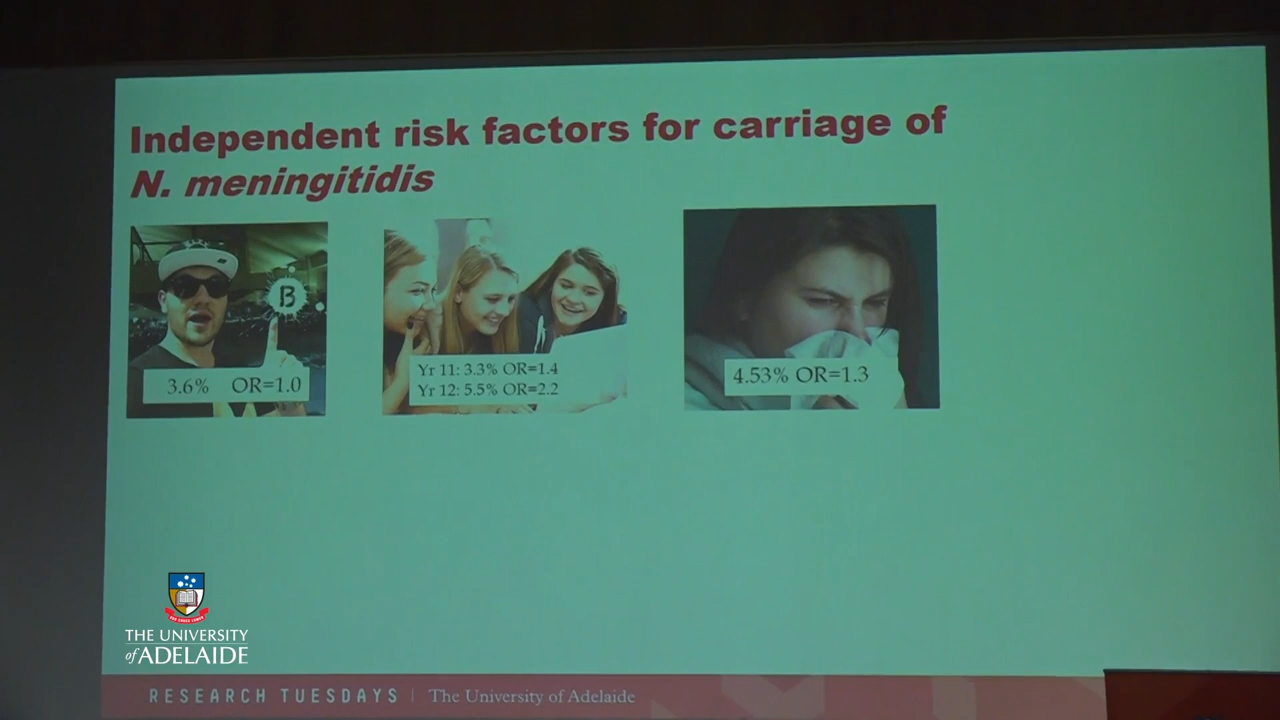 Independent risk factors for carriage of
N. meningitidis
B
3.6% OR=1.0
Yr 11: 3.3% OR=1.4
Yr 12: 5.5% OR=2.2
4.53% OR=1.3
THE UNIVERSITY
of ADELAIDE
RESEARCH TUESDAYS | The University of Adelaide